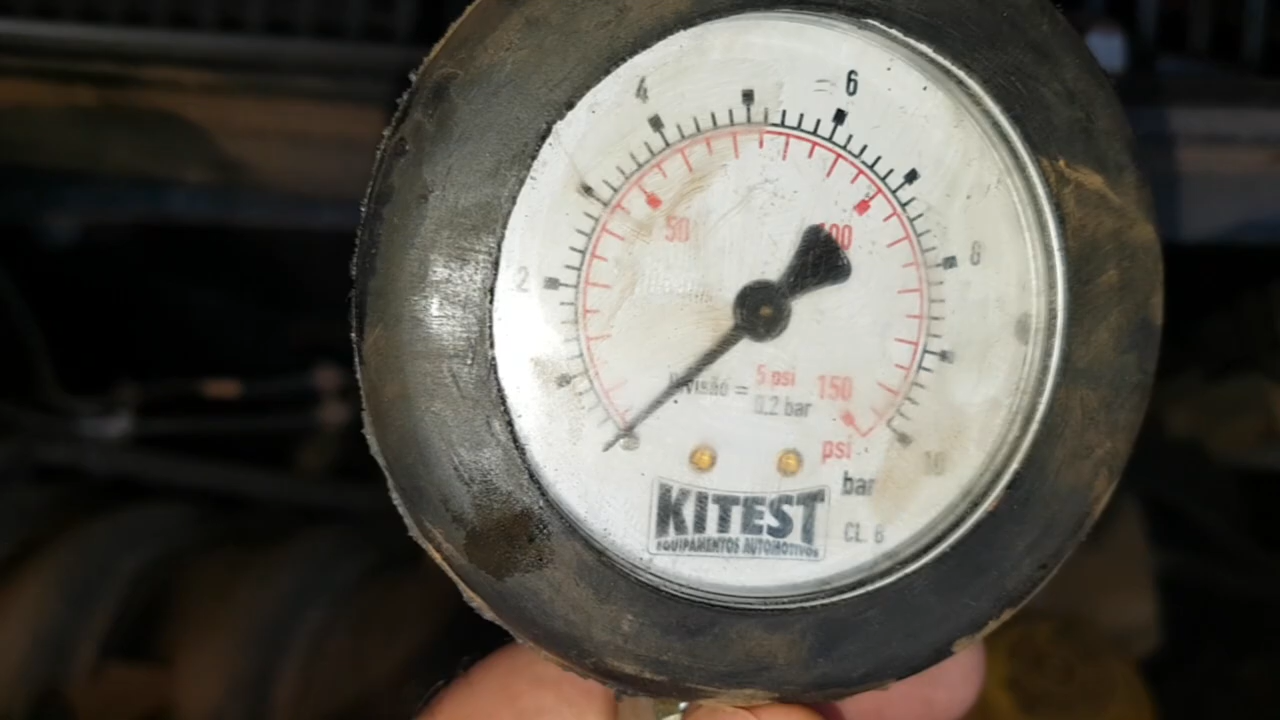 4
6
2
50
100
8
Divisão = 5 psi
0.2 bar
150
psi
10
bar
KITEST
EQUIPAMENTOS AUTOMOTIVOS
CL. B